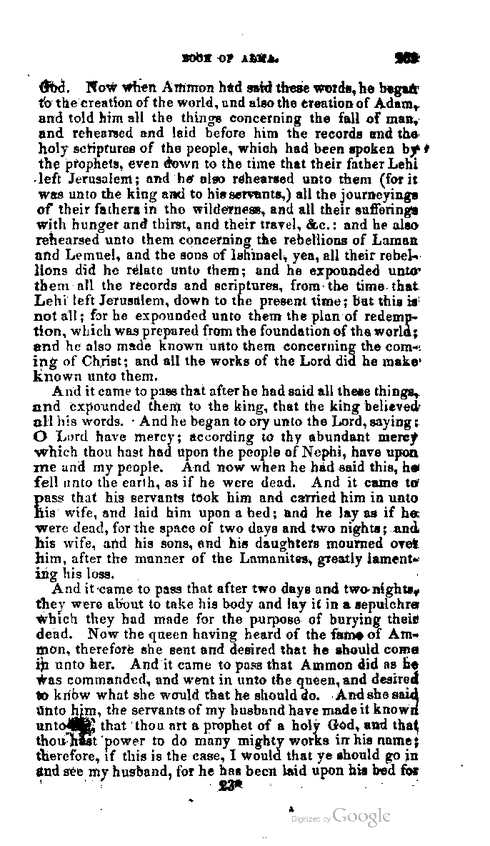 BOOK OF ALMA.
God. Now when Ammon had said these words, he began
to the creation of the world, and also the creation of Adam,
and told him all the things concerning the fall of man,
and rehearsed and laid before him the records and the
holy scriptures of the people, which had been spoken by
the prophets, even down to the time that their father Lehi
left Jerusalem; and he also rehearsed unto them (for it
was unto the king and to his servants,) all the journeyings
of their fathers in the wilderness, and all their sufferings
with hunger and thirst, and their travel, &c.: and he also
rehearsed unto them concerning the rebellions of Laman
and Lemuel, and the sons of Ishmael, yea, all their rebel-
lions did he relate unto them; and he expounded unto
them all the records and scriptures, from the time that
Lehi left Jerusalem, down to the present time; but this is
not all; for he expounded unto them the plan of redemp-
tion, which was prepared from the foundation of the world;
and he also made known unto them concerning the com-
ing of Christ; and all the works of the Lord did he make
known unto them.
And it came to pass that after he had said all these things,
and expounded them to the king, that the king believed
all his words. And he began to cry unto the Lord, saying:
O Lord have mercy; according to thy abundant mercy
which thou hast had upon the people of Nephi, have upon
me and my people. And now when he had said this, he
fell unto the earth, as if he were dead. And it came to
pass that his servants took him and carried him in unto
his wife, and laid him upon a bed; and he lay as if he
were dead, for the space of two days and two nights; and
his wife, and his sons, and his daughters mourned over
him, after the manner of the Lamanites, greatly lament-
ing his loss.
And it came to pass that after two days and two nights,
they were about to take his body and lay it in a sepulchre
which they had made for the purpose of burying their
dead. Now the queen having heard of the fame of Am-
mon, therefore she sent and desired that he should come
in unto her. And it came to pass that Ammon did as he
was commanded, and went in unto the queen, and desired
to know what she would that he should do. And she said
unto him, the servants of my husband have made it known
unto that thou art a prophet of a holy God, and that
thou hast power to do many mighty works in his name;
therefore, if this is the case, I would that ye should go in
and see my husband, for he has been laid upon his bed for
23*
Digitized by Google